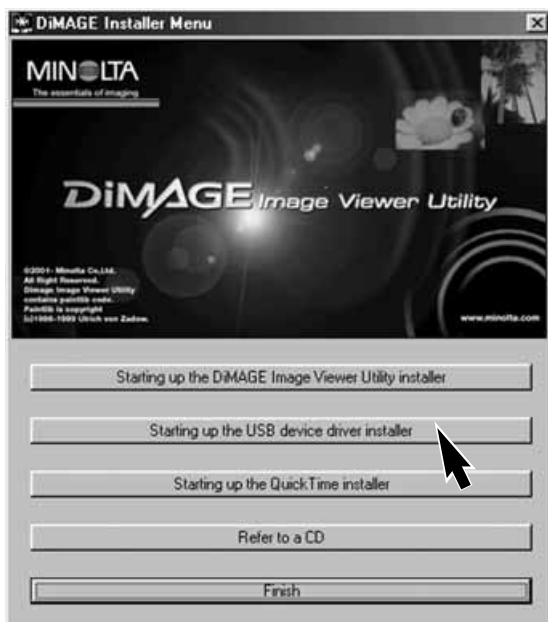 DiMAGE Installer Menu
MINOLTA
The essentials of imaging
DiMAGE Image Viewer Utility
©2001- Minolta Co.,Ltd.
All Right Reserved.
Dimage Image Viewer Utility
contains paintlib code.
Paintlib is copyright
(c)1996-1999 Ulrich von Zadow.
www.minolta.com
Starting up the DiMAGE Image Viewer Utility installer
Starting up the USB device driver installer
Starting up the QuickTime installer
Refer to a CD
Finish